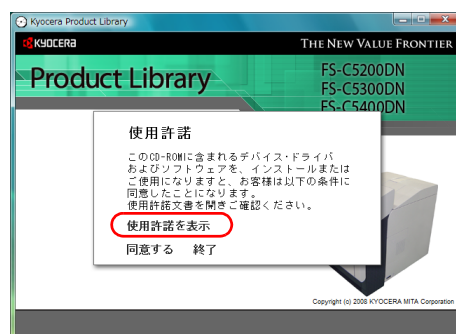 Kyocera Product Library
KYOCERA
THE NEW VALUE FRONTIER
Product Library
FS-C5200DN
FS-C5300DN
FS-C5400DN
使用許諾
このCD-ROMに含まれるデバイス・ドライバ
およびソフトウェアを、インストールまたは
ご使用になりますと、お客様は以下の条件に
同意したことになります。
使用許諾文書を開きご確認ください。
使用許諾を表示
同意する 終了
Copyright (c) 2008 KYOCERA MITA Corporation